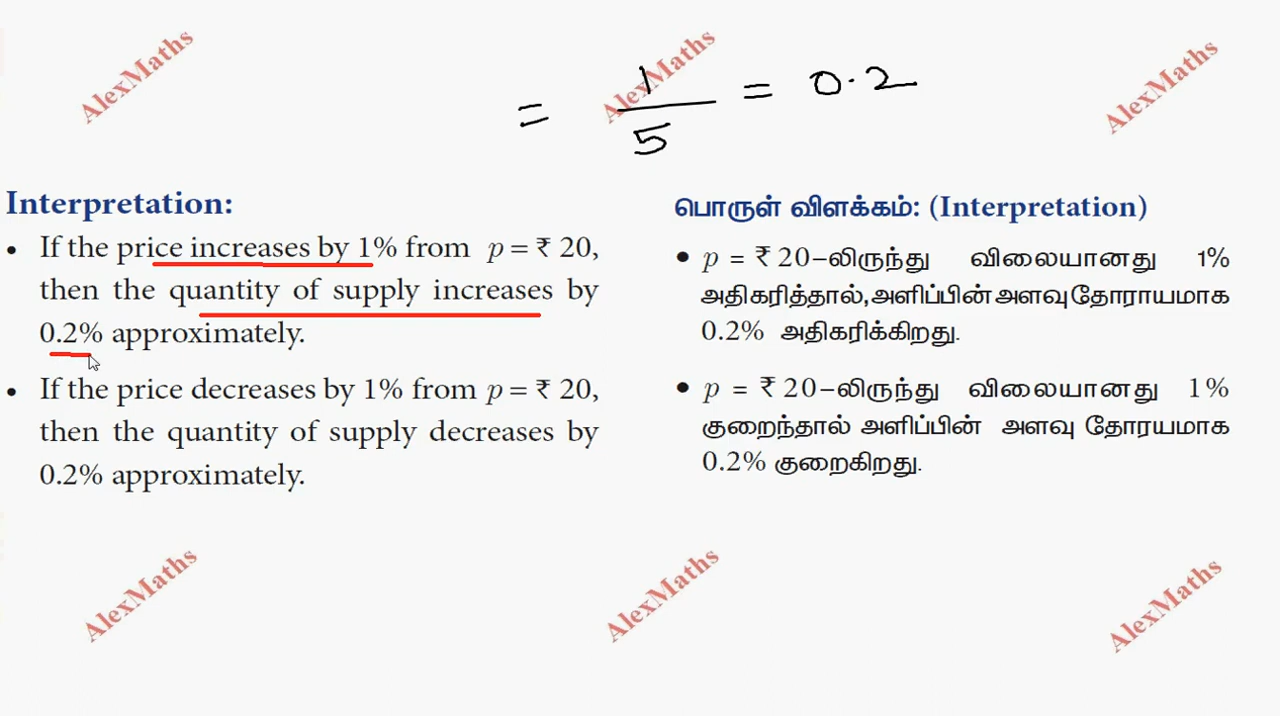 AlexMaths
AlexMaths
AlexMaths
= 1/5 = 0.2
Interpretation:
• If the price increases by 1% from p = ₹ 20,
then the quantity of supply increases by
0.2% approximately.
• If the price decreases by 1% from p = ₹ 20,
then the quantity of supply decreases by
0.2% approximately.
பொருள் விளக்கம்: (Interpretation)
• p = ₹ 20–லிருந்து விலையானது 1%
அதிகரித்தால்,அளிப்பின் அளவு தோராயமாக
0.2% அதிகரிக்கிறது.
• p = ₹ 20–லிருந்து விலையானது 1%
குறைந்தால் அளிப்பின் அளவு தோரயமாக
0.2% குறைகிறது.
AlexMaths
AlexMaths
AlexMaths